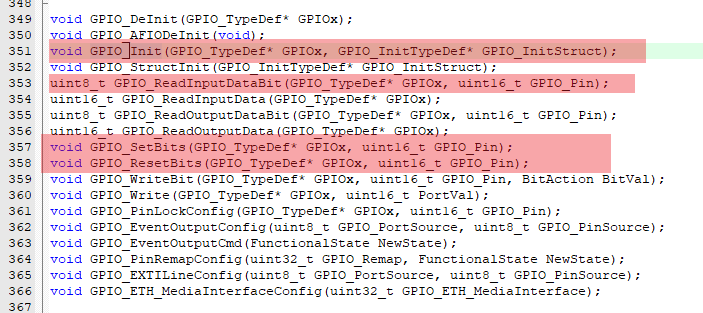 348
349 void GPIO_DeInit(GPIO_TypeDef* GPIOx);
350 void GPIO_AFIODeInit(void);
351 void GPIO_Init(GPIO_TypeDef* GPIOx, GPIO_InitTypeDef* GPIO_InitStruct);
352 void GPIO_StructInit(GPIO_InitTypeDef* GPIO_InitStruct);
353 uint8_t GPIO_ReadInputDataBit(GPIO_TypeDef* GPIOx, uint16_t GPIO_Pin);
354 uint16_t GPIO_ReadInputData(GPIO_TypeDef* GPIOx);
355 uint8_t GPIO_ReadOutputDataBit(GPIO_TypeDef* GPIOx, uint16_t GPIO_Pin);
356 uint16_t GPIO_ReadOutputData(GPIO_TypeDef* GPIOx);
357 void GPIO_SetBits(GPIO_TypeDef* GPIOx, uint16_t GPIO_Pin);
358 void GPIO_ResetBits(GPIO_TypeDef* GPIOx, uint16_t GPIO_Pin);
359 void GPIO_WriteBit(GPIO_TypeDef* GPIOx, uint16_t GPIO_Pin, BitAction BitVal);
360 void GPIO_Write(GPIO_TypeDef* GPIOx, uint16_t PortVal);
361 void GPIO_PinLockConfig(GPIO_TypeDef* GPIOx, uint16_t GPIO_Pin);
362 void GPIO_EventOutputConfig(uint8_t GPIO_PortSource, uint8_t GPIO_PinSource);
363 void GPIO_EventOutputCmd(FunctionalState NewState);
364 void GPIO_PinRemapConfig(uint32_t GPIO_Remap, FunctionalState NewState);
365 void GPIO_EXTILineConfig(uint8_t GPIO_PortSource, uint8_t GPIO_PinSource);
366 void GPIO_ETH_MediaInterfaceConfig(uint32_t GPIO_ETH_MediaInterface);
367